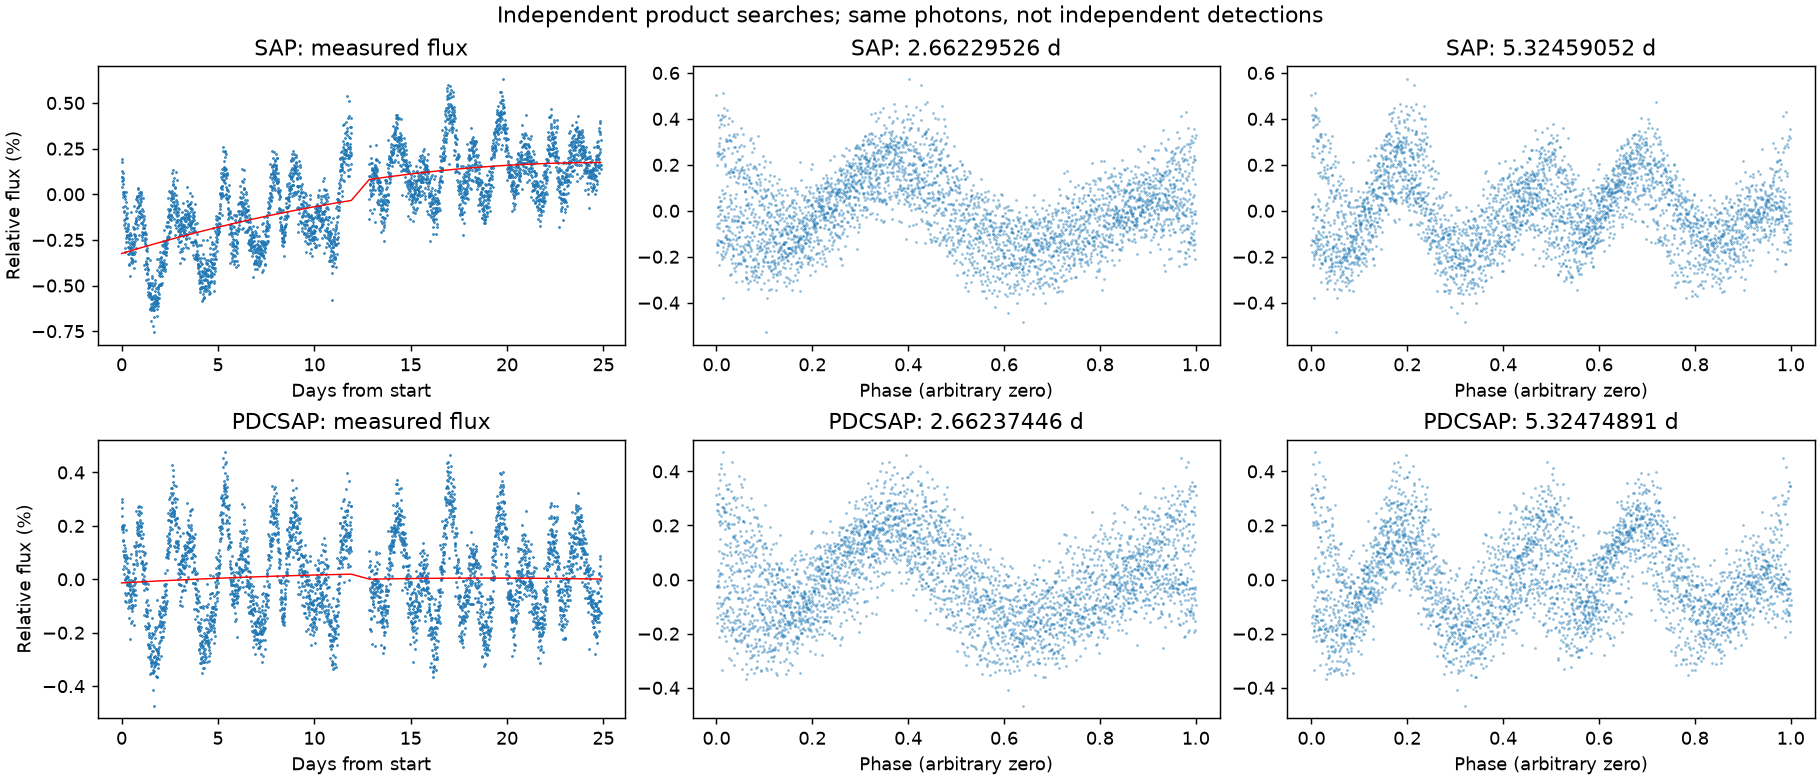 Independent product searches; same photons, not independent detections
SAP: measured flux
SAP: 2.66229526 d
SAP: 5.32459052 d
Relative flux (%)
0.50
0.25
0.00
−0.25
−0.50
−0.75
0 5 10 15 20 25
Days from start
0.6
0.4
0.2
0.0
−0.2
−0.4
0.0 0.2 0.4 0.6 0.8 1.0
Phase (arbitrary zero)
0.6
0.4
0.2
0.0
−0.2
−0.4
0.0 0.2 0.4 0.6 0.8 1.0
Phase (arbitrary zero)
PDCSAP: measured flux
PDCSAP: 2.66237446 d
PDCSAP: 5.32474891 d
Relative flux (%)
0.4
0.2
0.0
−0.2
−0.4
0 5 10 15 20 25
Days from start
0.4
0.2
0.0
−0.2
−0.4
0.0 0.2 0.4 0.6 0.8 1.0
Phase (arbitrary zero)
0.4
0.2
0.0
−0.2
−0.4
0.0 0.2 0.4 0.6 0.8 1.0
Phase (arbitrary zero)